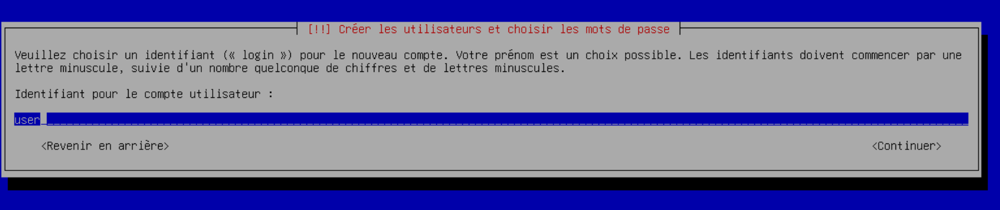 [!!] Créer les utilisateurs et choisir les mots de passe
Veuillez choisir un identifiant (« login ») pour le nouveau compte. Votre prénom est un choix possible. Les identifiants doivent commencer par une
lettre minuscule, suivie d'un nombre quelconque de chiffres et de lettres minuscules.
Identifiant pour le compte utilisateur :
user
<Revenir en arrière> <Continuer>